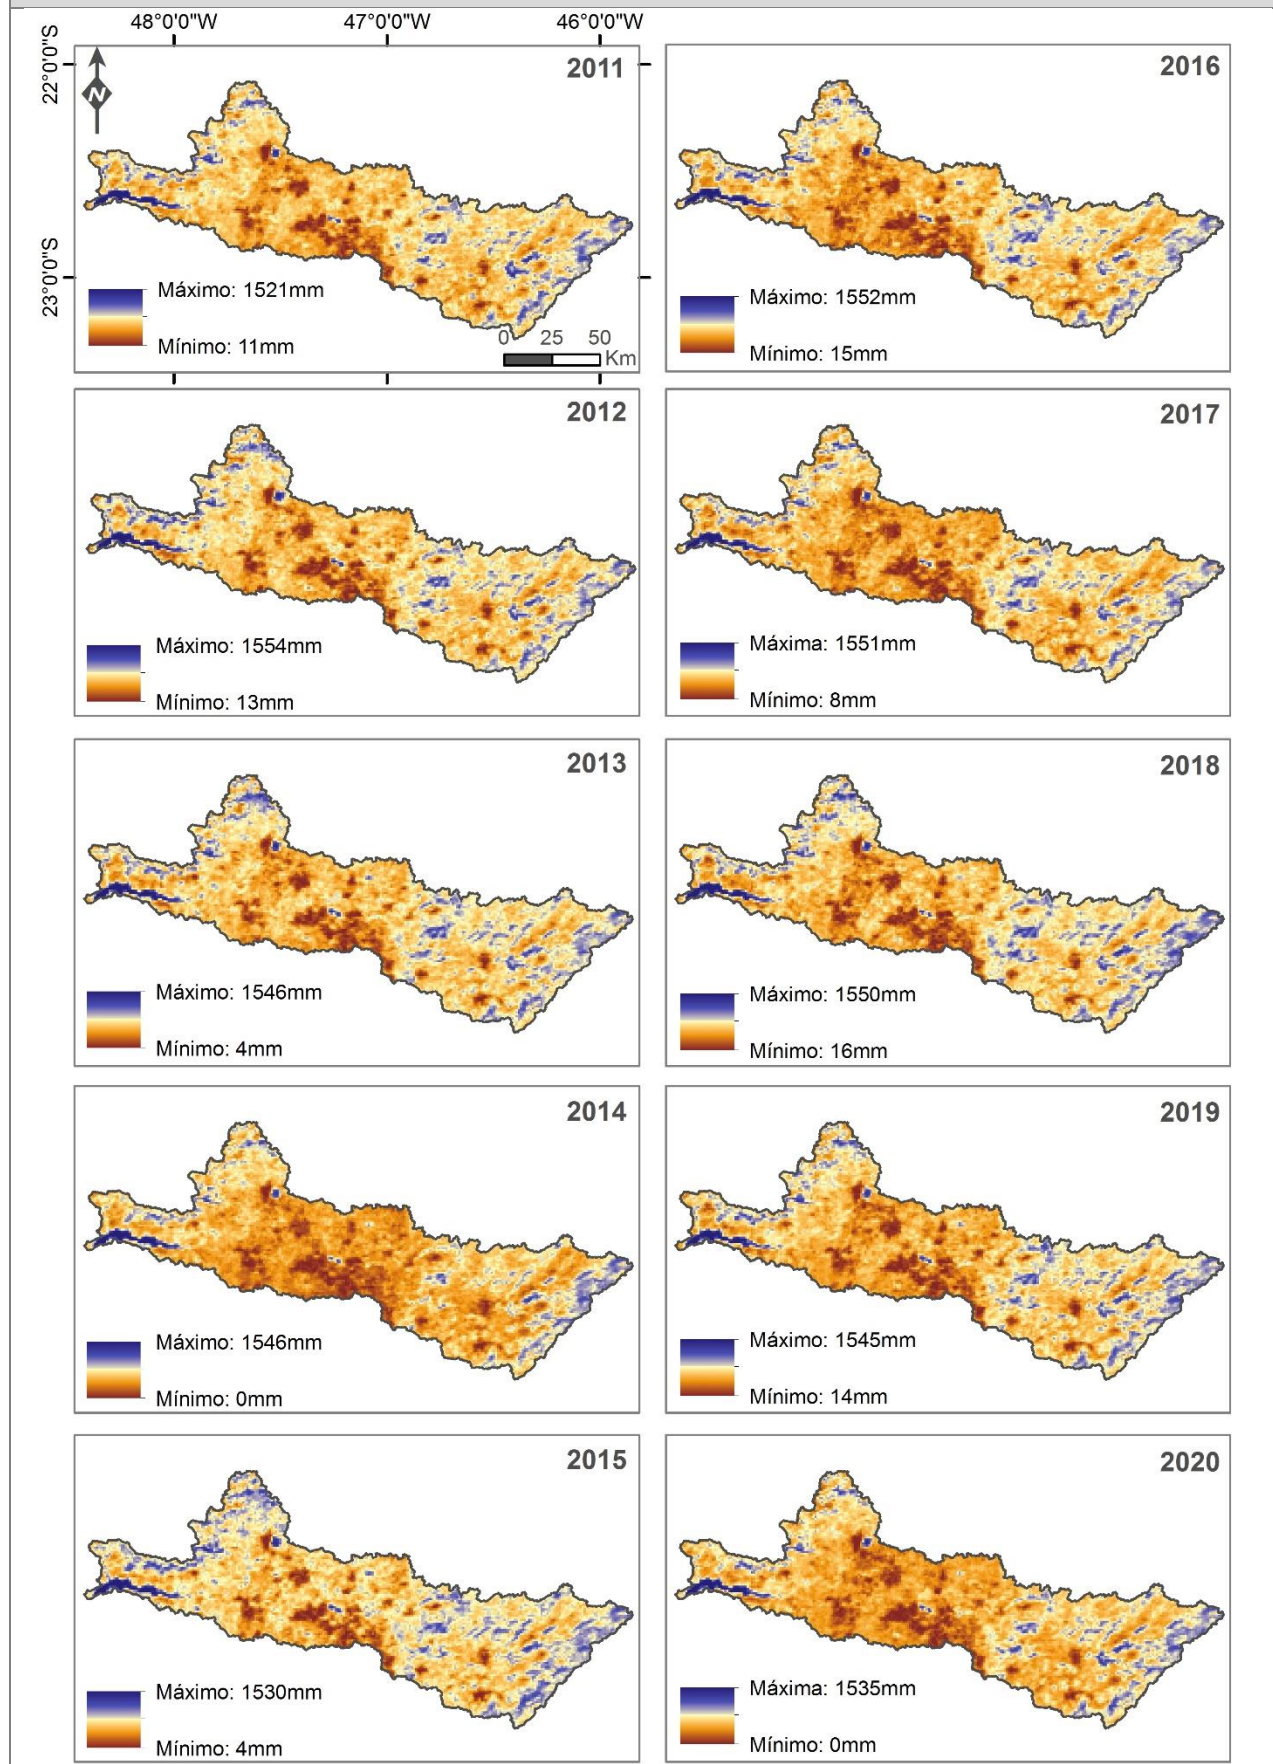 48°0'0"W
47°0'0"W
46°0'0"W
22°0'0"S
23°0'0"S
N
2011
Máximo: 1521mm
Mínimo: 11mm
0 25 50
Km
2016
Máximo: 1552mm
Mínimo: 15mm
2012
Máximo: 1554mm
Mínimo: 13mm
2017
Máxima: 1551mm
Mínimo: 8mm
2013
Máximo: 1546mm
Mínimo: 4mm
2018
Máximo: 1550mm
Mínimo: 16mm
2014
Máximo: 1546mm
Mínimo: 0mm
2019
Máximo: 1545mm
Mínimo: 14mm
2015
Máximo: 1530mm
Mínimo: 4mm
2020
Máxima: 1535mm
Mínimo: 0mm